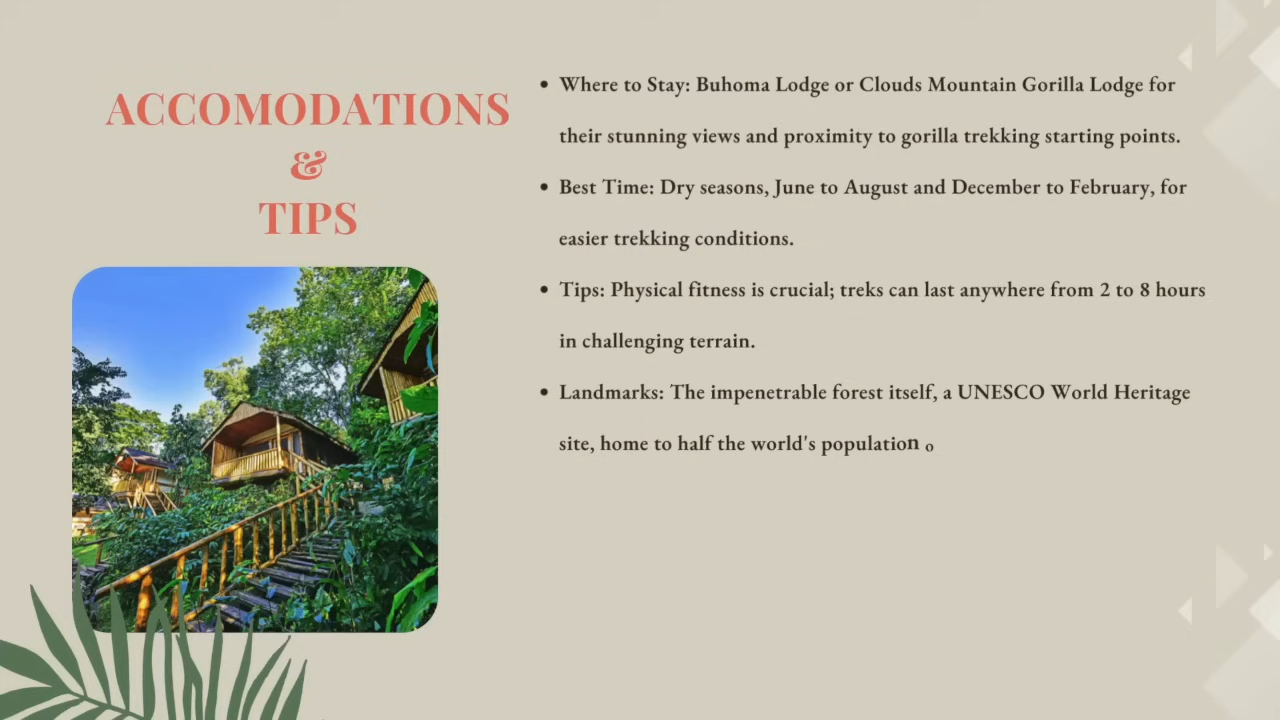 ACCOMODATIONS
&
TIPS
• Where to Stay: Buhoma Lodge or Clouds Mountain Gorilla Lodge for
their stunning views and proximity to gorilla trekking starting points.
• Best Time: Dry seasons, June to August and December to February, for
easier trekking conditions.
• Tips: Physical fitness is crucial; treks can last anywhere from 2 to 8 hours
in challenging terrain.
• Landmarks: The impenetrable forest itself, a UNESCO World Heritage
site, home to half the world's population o